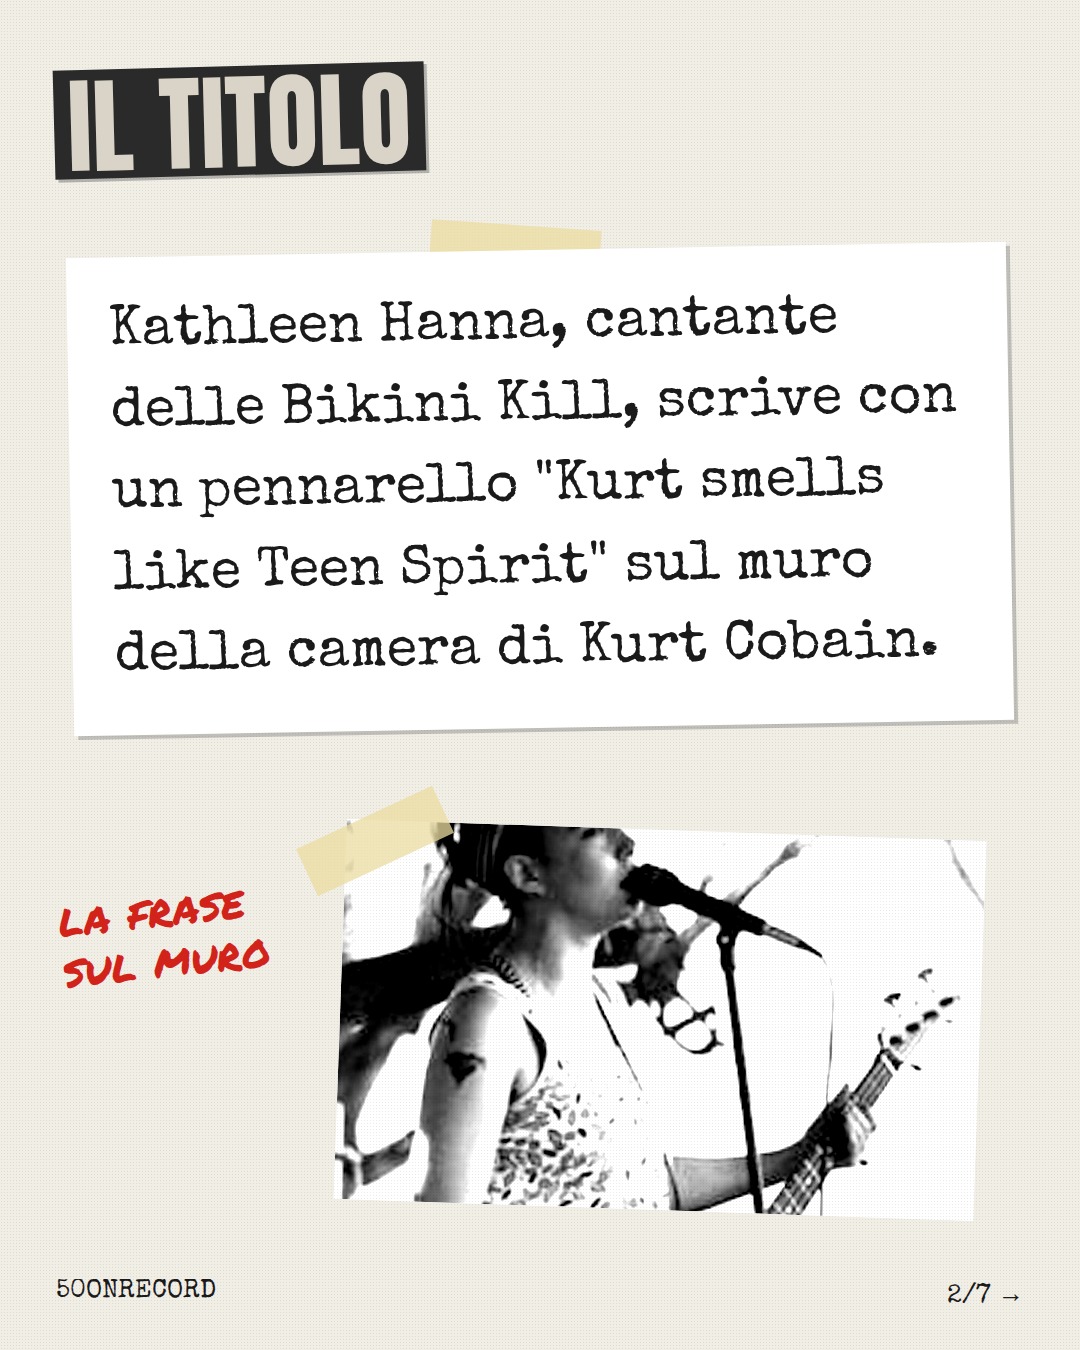 IL TITOLO
Kathleen Hanna, cantante
delle Bikini Kill, scrive con
un pennarello "Kurt smells
like Teen Spirit" sul muro
della camera di Kurt Cobain.
LA FRASE
SUL MURO
50ONRECORD
2/7 →